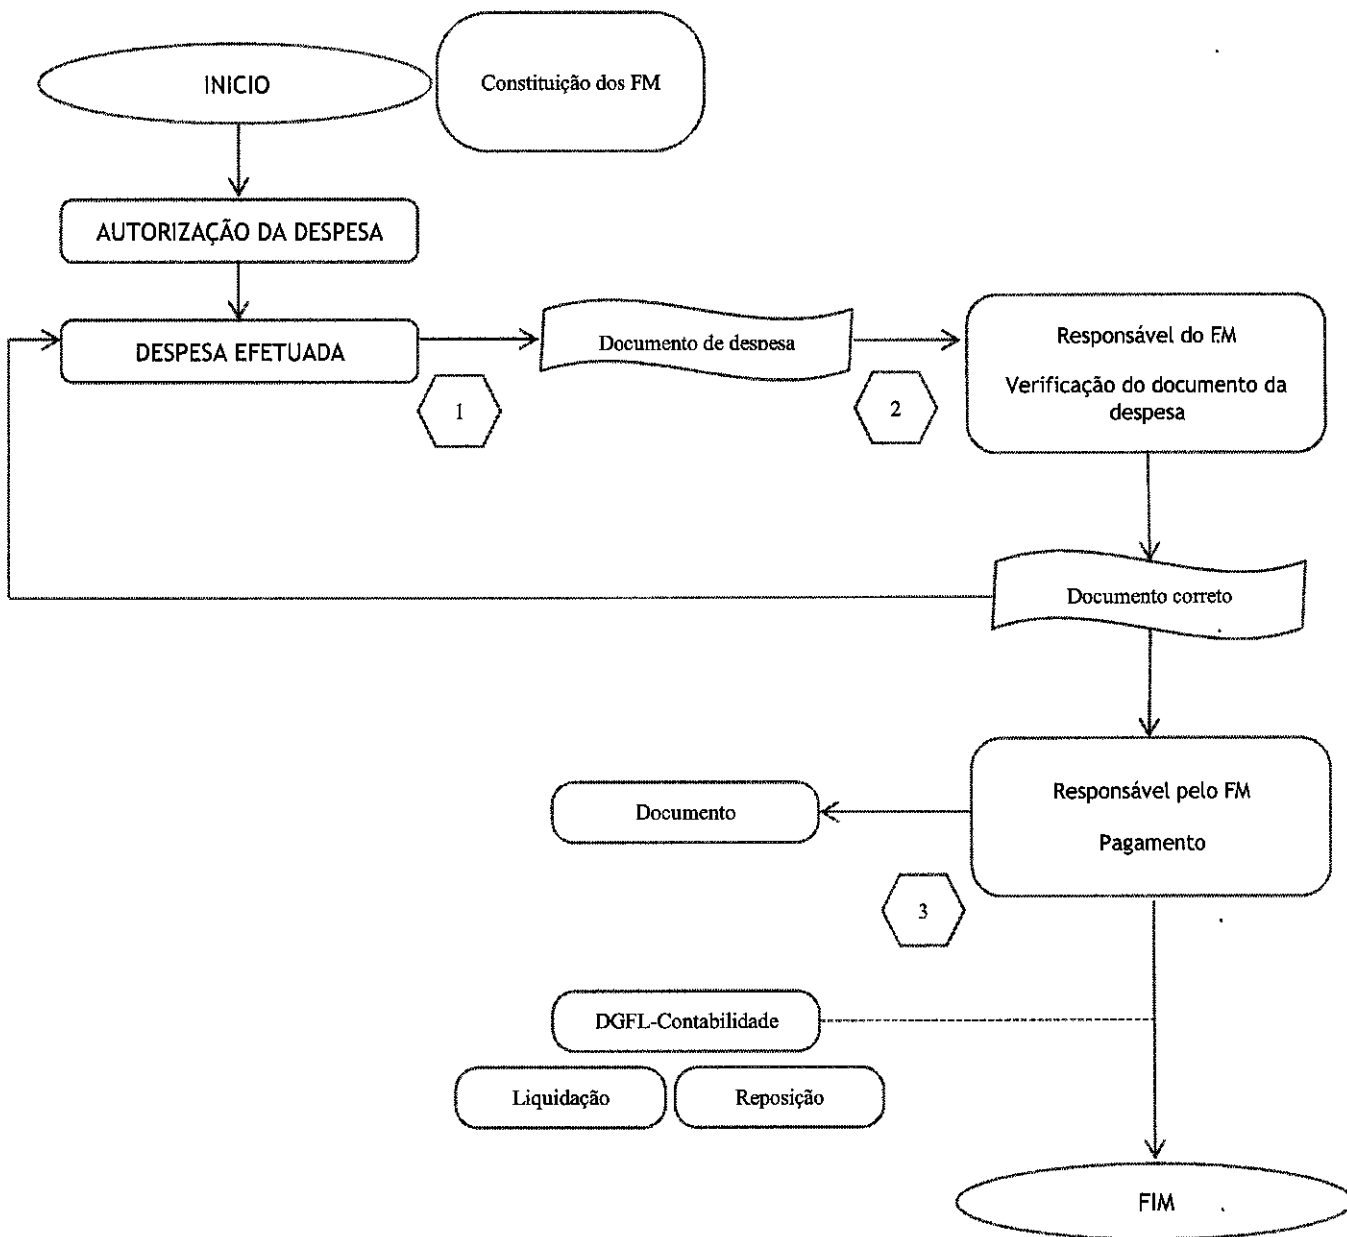 INICIO
Constituição dos FM
AUTORIZAÇÃO DA DESPESA
DESPESA EFETUADA
Documento de despesa
Responsável do FM
Verificação do documento da
despesa
1
2
Documento correto
Responsável pelo FM
Pagamento
Documento
3
DGFL-Contabilidade
Liquidação
Reposição
FIM